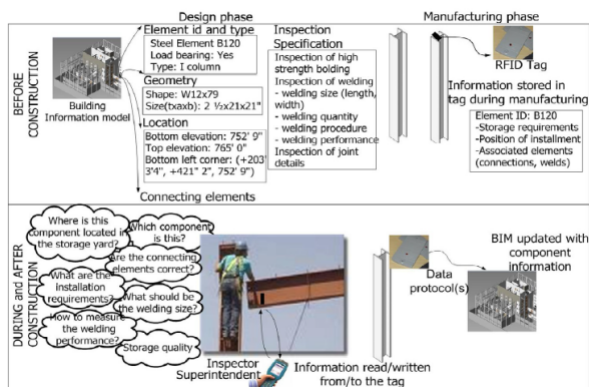 Design phase
Manufacturing phase
BEFORE
CONSTRUCTION
Building
Information model
Element id and type
Steel Element B120
Load bearing: Yes
Type: I column
Geometry
Shape: W12x79
Size(txaxb): 2 ½x21x21"
Location
Bottom elevation: 752' 9"
Top elevation: 765' 0"
Bottom left corner: (+203'
3'4", +421" 2", 752' 9")
Connecting elements
Inspection
Specification
Inspection of high
strength bolding
Inspection of welding
- welding size (length,
width)
- welding quantity
- welding procedure
- welding performance
Inspection of joint
details
RFID Tag
Information stored in
tag during manufacturing
Element ID: B120
-Storage requirements
-Position of installment
-Associated elements
(connections, welds)
DURING and AFTER
CONSTRUCTION
Where is this
component located
in the storage yard?
Which component
is this?
Are the connecting
elements correct?
What are the
installation
requirements?
What should be
the welding size?
How to measure
the welding
performance?
Storage quality
Inspector
Superintendent
Information read/written
from/to the tag
Data
protocol(s)
BIM updated with
component
information